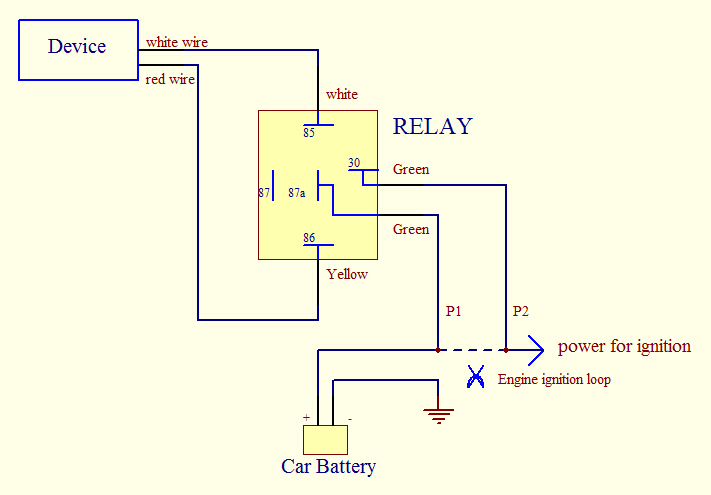 Device
white wire
red wire
white
RELAY
85
30
Green
87
87a
Green
86
Yellow
P1
P2
power for ignition
Engine ignition loop
+
-
Car Battery